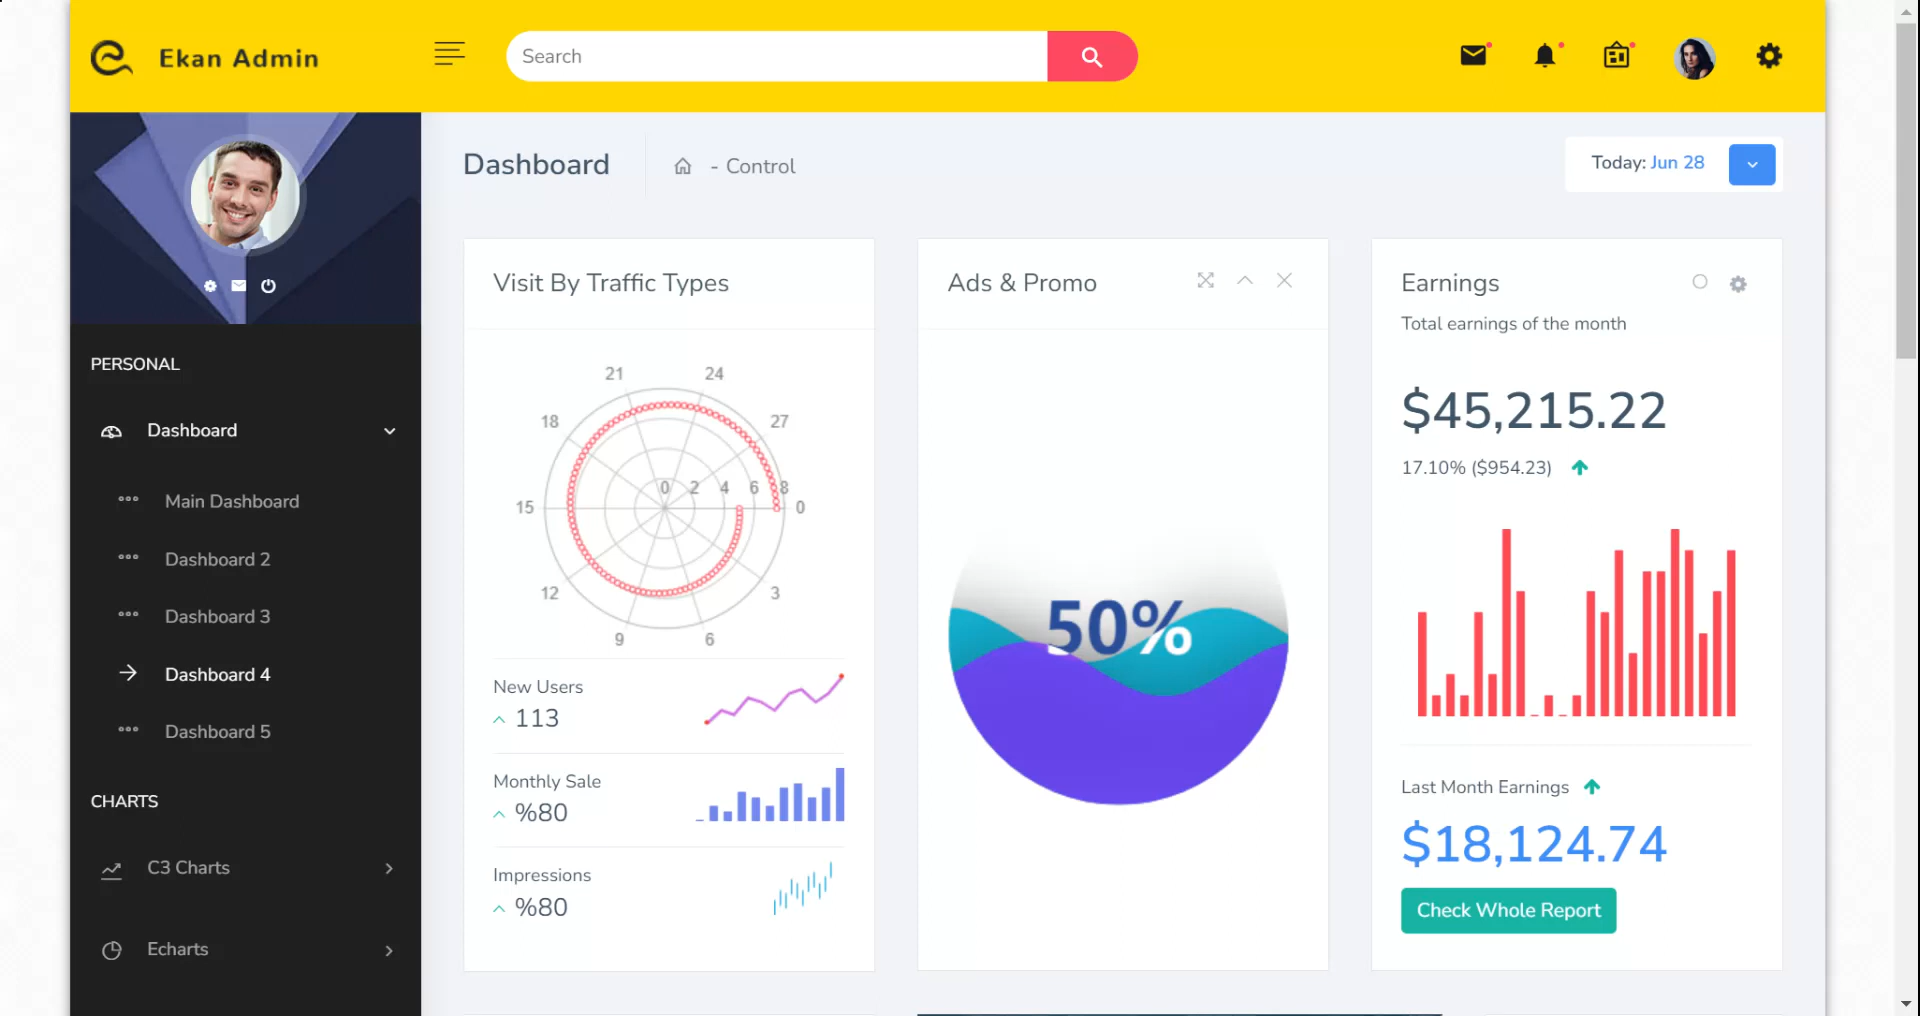 Ekan Admin
Search
Dashboard
- Control
Today: Jun 28
PERSONAL
Dashboard
Main Dashboard
Dashboard 2
Dashboard 3
Dashboard 4
Dashboard 5
CHARTS
C3 Charts
Echarts
Visit By Traffic Types
21
24
18
27
0 2 4 6 8
15
0
12
3
9
6
New Users
113
Monthly Sale
%80
Impressions
%80
Ads & Promo
50%
Earnings
Total earnings of the month
$45,215.22
17.10% ($954.23)
Last Month Earnings
$18,124.74
Check Whole Report